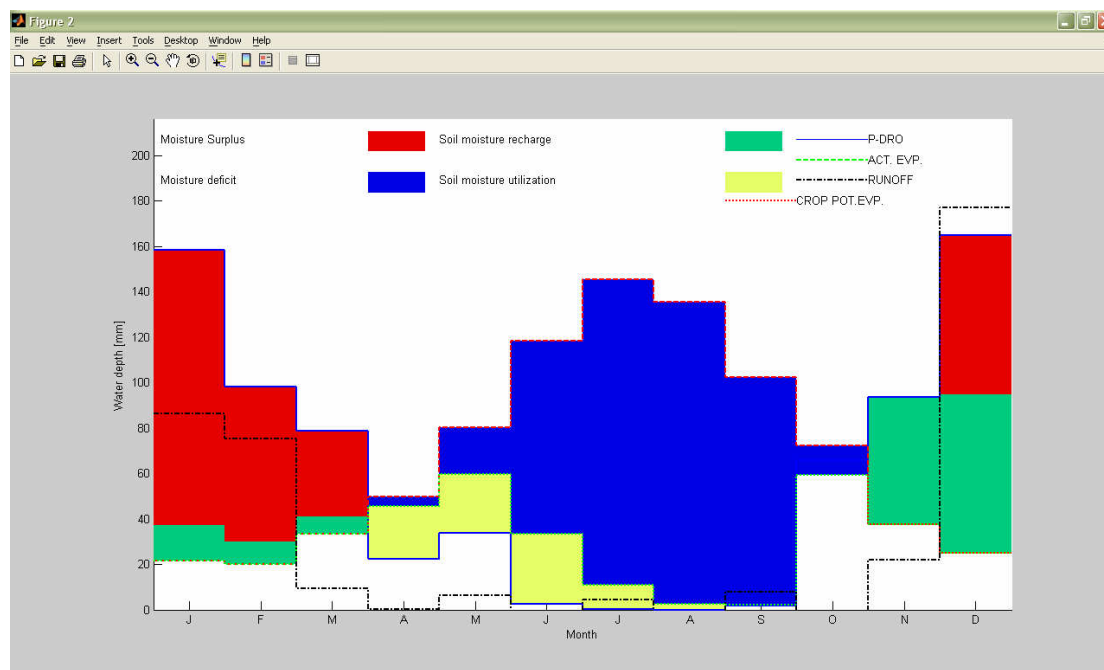 Figure 2
File Edit View Insert Tools Desktop Window Help
Moisture Surplus Soil moisture recharge P-DRO
ACT. EVP.
Moisture deficit Soil moisture utilization RUNOFF
CROP POT.EVP.
200
180
160
140
120
100
80
60
40
20
0
Water depth [mm]
J F M A M J J A S O N D
Month